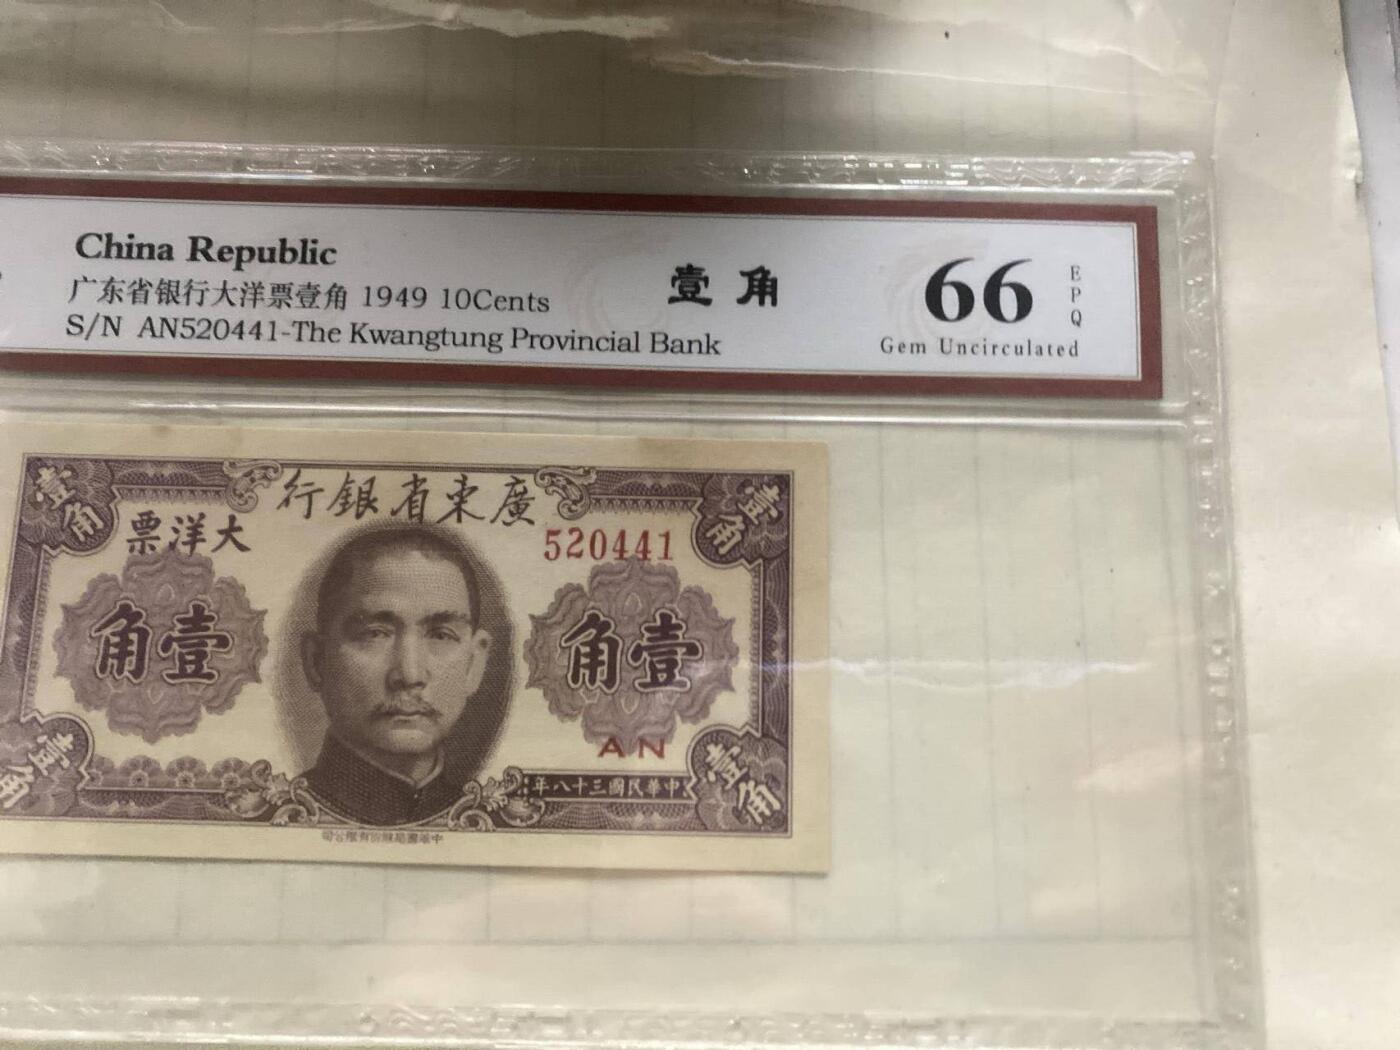 China Republic
广东省银行大洋票壹角 1949 10Cents
S/N AN520441-The Kwangtung Provincial Bank
壹角
66
EPQ
Gem Uncirculated
行銀省東廣
壹角
壹角
票洋大
520441
角壹
角壹
AN
壹角
壹角
年八十三國民華中